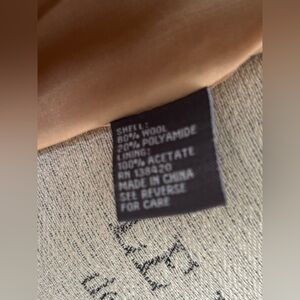 SHELL:
80% WOOL
20% POLYAMIDE
LINING:
100% ACETATE
RN 138420
MADE IN CHINA
SEE REVERSE
FOR CARE